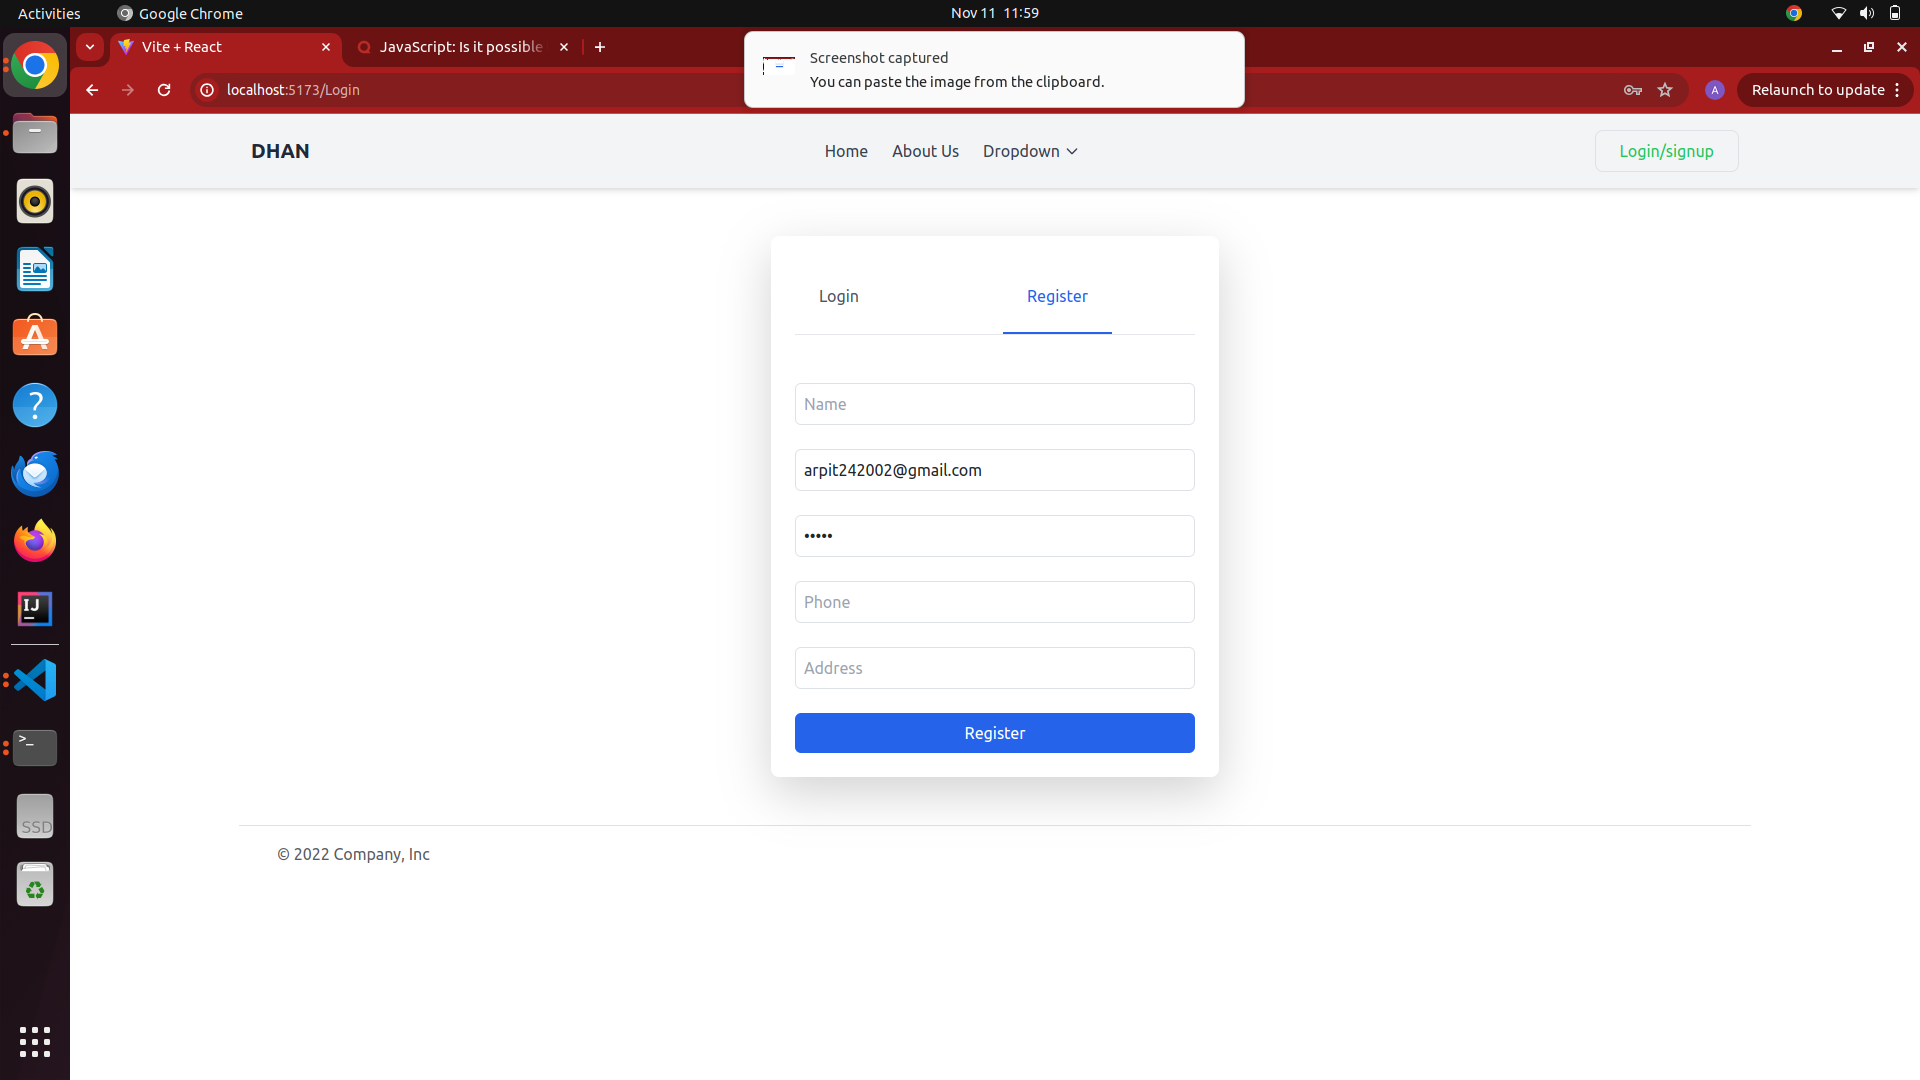 Activities
Google Chrome
Nov 11 11:59
Vite + React
JavaScript: Is it possible
Screenshot captured
You can paste the image from the clipboard.
localhost:5173/Login
A
Relaunch to update
DHAN
Home
About Us
Dropdown
Login/signup
Login
Register
Name
arpit242002@gmail.com
•••••
Phone
Address
Register
© 2022 Company, Inc
?
IJ
>_
SSD